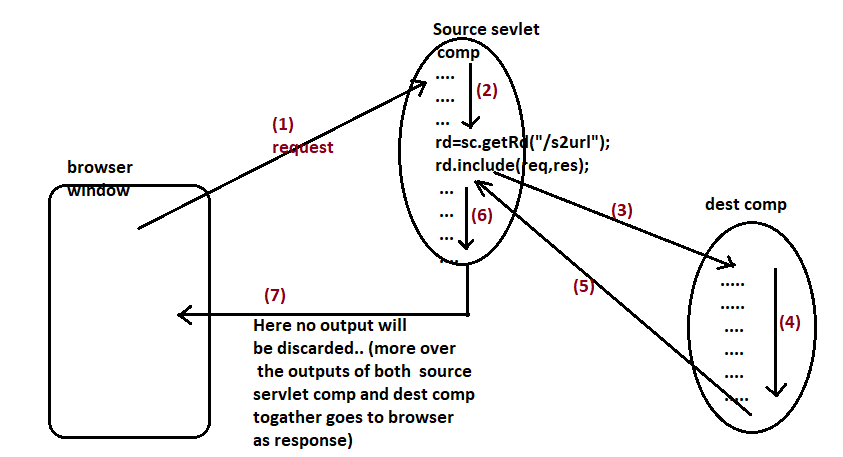 Source sevlet
comp
....
(2)
....
...
(1)
request
rd=sc.getRd("/s2url");
rd.include(req,res);
browser
window
...
(6)
...
...
....
(3)
dest comp
.....
.....
....
....
....
.....
(4)
(5)
(7)
Here no output will
be discarded.. (more over
the outputs of both source
servlet comp and dest comp
togather goes to browser
as response)